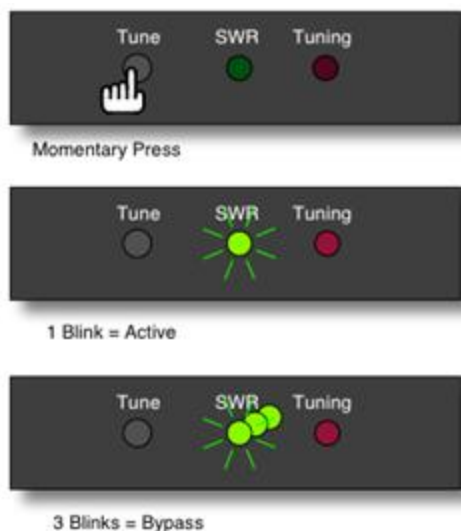 Tune SWR Tuning
Momentary Press
Tune SWR Tuning
1 Blink = Active
Tune SWR Tuning
3 Blinks = Bypass